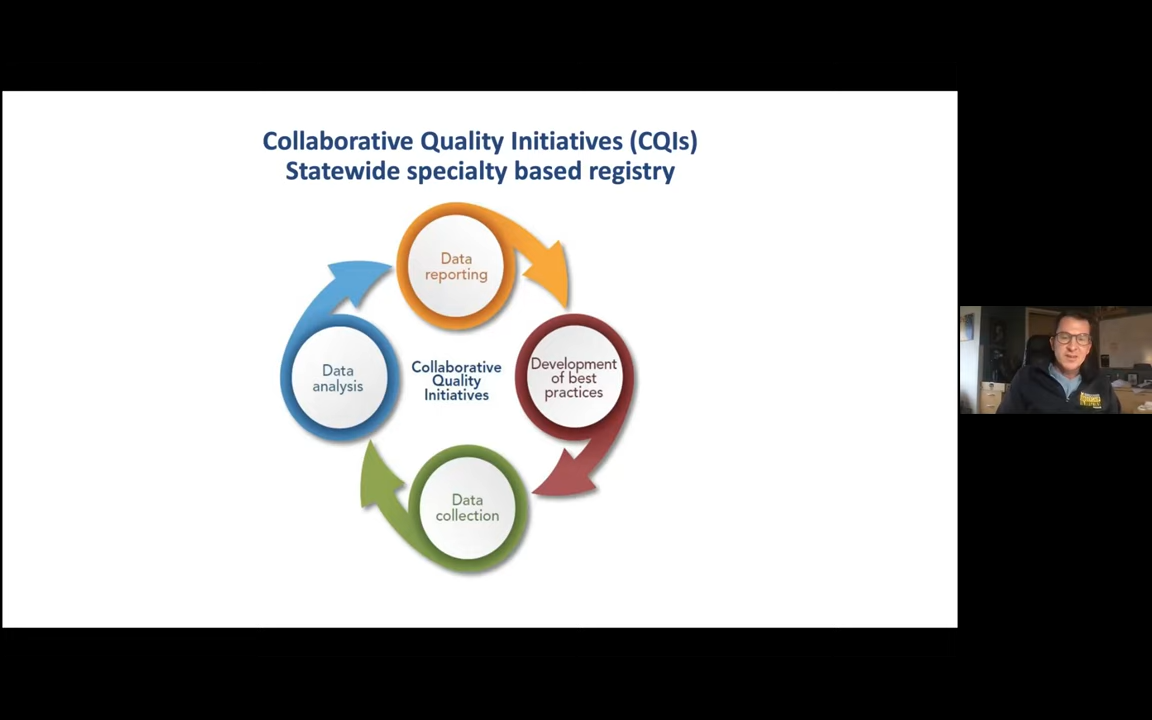 Collaborative Quality Initiatives (CQIs)
Statewide specialty based registry
Data
reporting
Data
analysis
Collaborative
Quality
Initiatives
Development
of best
practices
Data
collection